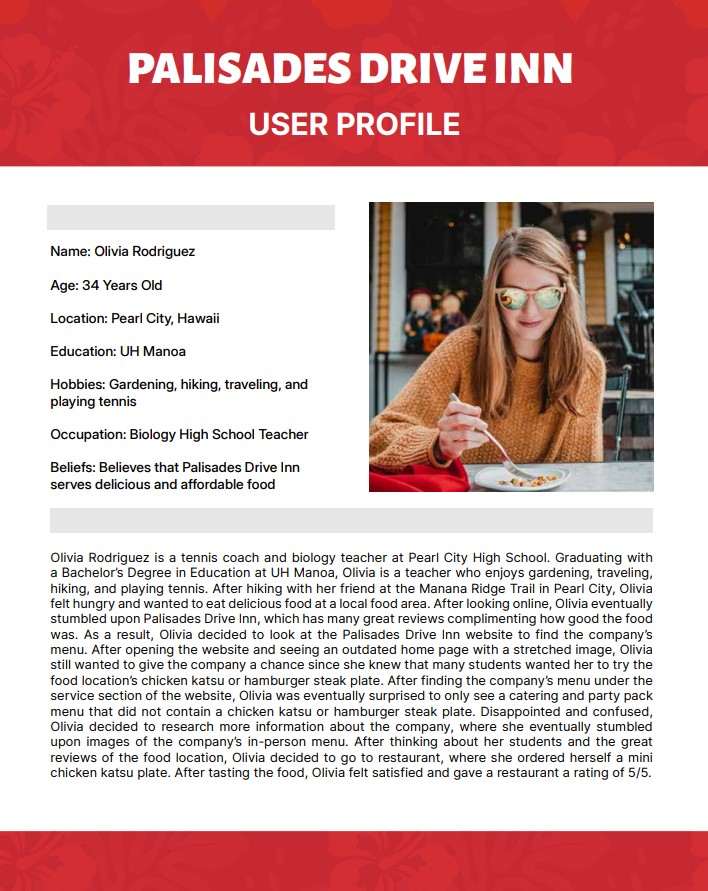 PALISADES DRIVE INN
USER PROFILE
Name: Olivia Rodriguez
Age: 34 Years Old
Location: Pearl City, Hawaii
Education: UH Manoa
Hobbies: Gardening, hiking, traveling, and
playing tennis
Occupation: Biology High School Teacher
Beliefs: Believes that Palisades Drive Inn
serves delicious and affordable food
Olivia Rodriguez is a tennis coach and biology teacher at Pearl City High School. Graduating with
a Bachelor's Degree in Education at UH Manoa, Olivia is a teacher who enjoys gardening, traveling,
hiking, and playing tennis. After hiking with her friend at the Manana Ridge Trail in Pearl City, Olivia
felt hungry and wanted to eat delicious food at a local food area. After looking online, Olivia eventually
stumbled upon Palisades Drive Inn, which has many great reviews complimenting how good the food
was. As a result, Olivia decided to look at the Palisades Drive Inn website to find the company's
menu. After opening the website and seeing an outdated home page with a stretched image, Olivia
still wanted to give the company a chance since she knew that many students wanted her to try the
food location's chicken katsu or hamburger steak plate. After finding the company's menu under the
service section of the website, Olivia was eventually surprised to only see a catering and party pack
menu that did not contain a chicken katsu or hamburger steak plate. Disappointed and confused,
Olivia decided to research more information about the company, where she eventually stumbled
upon images of the company's in-person menu. After thinking about her students and the great
reviews of the food location, Olivia decided to go to restaurant, where she ordered herself a mini
chicken katsu plate. After tasting the food, Olivia felt satisfied and gave a restaurant a rating of 5/5.